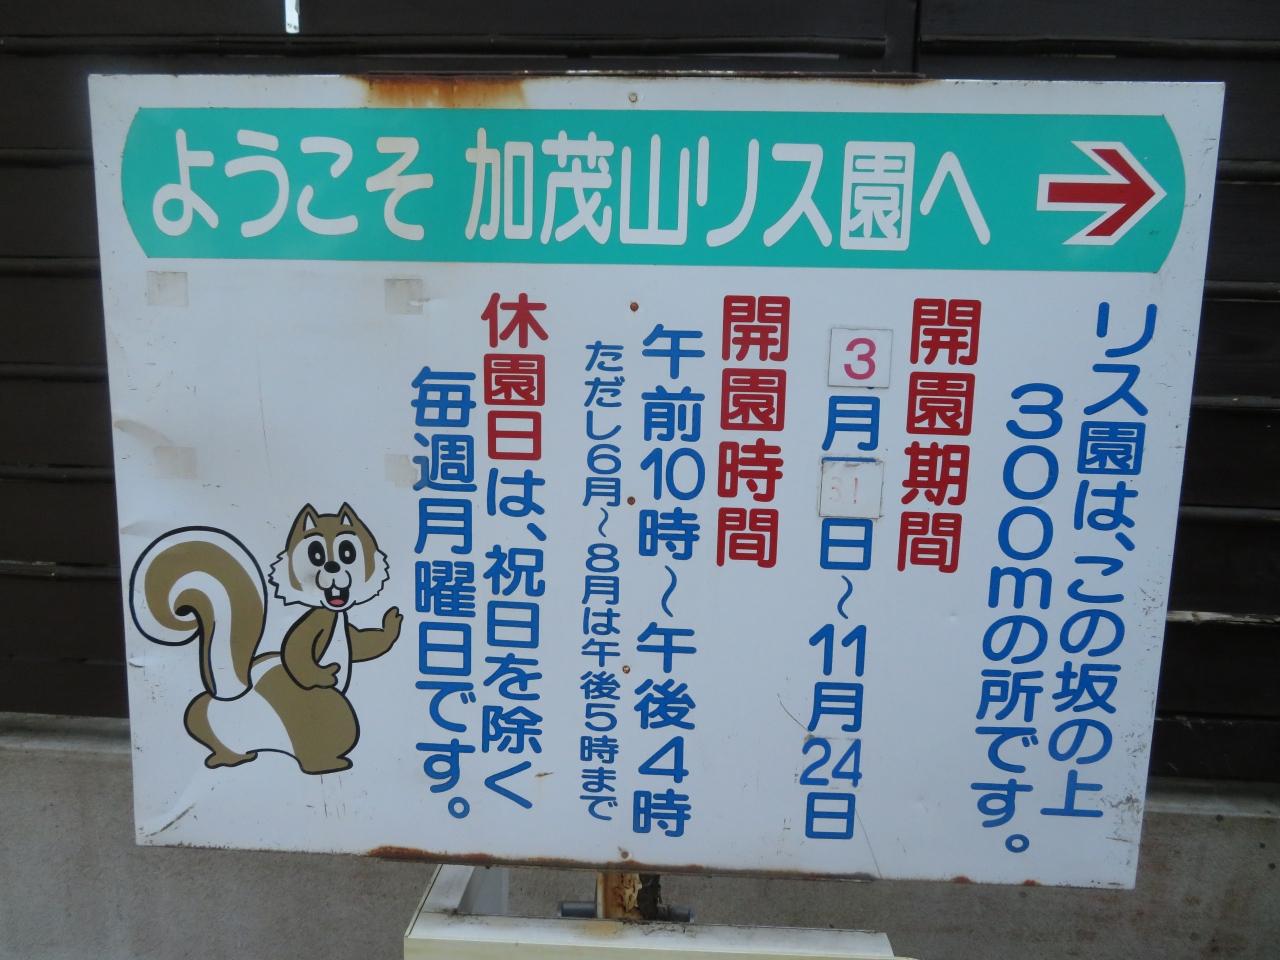 ようこそ 加茂山リス園へ
リス園は、この坂の上
300mの所です。
開園期間
3月31日～11月24日
開園時間
午前10時～午後4時
ただし6月～8月は午後5時まで
休園日は、祝日を除く
毎週月曜日です。